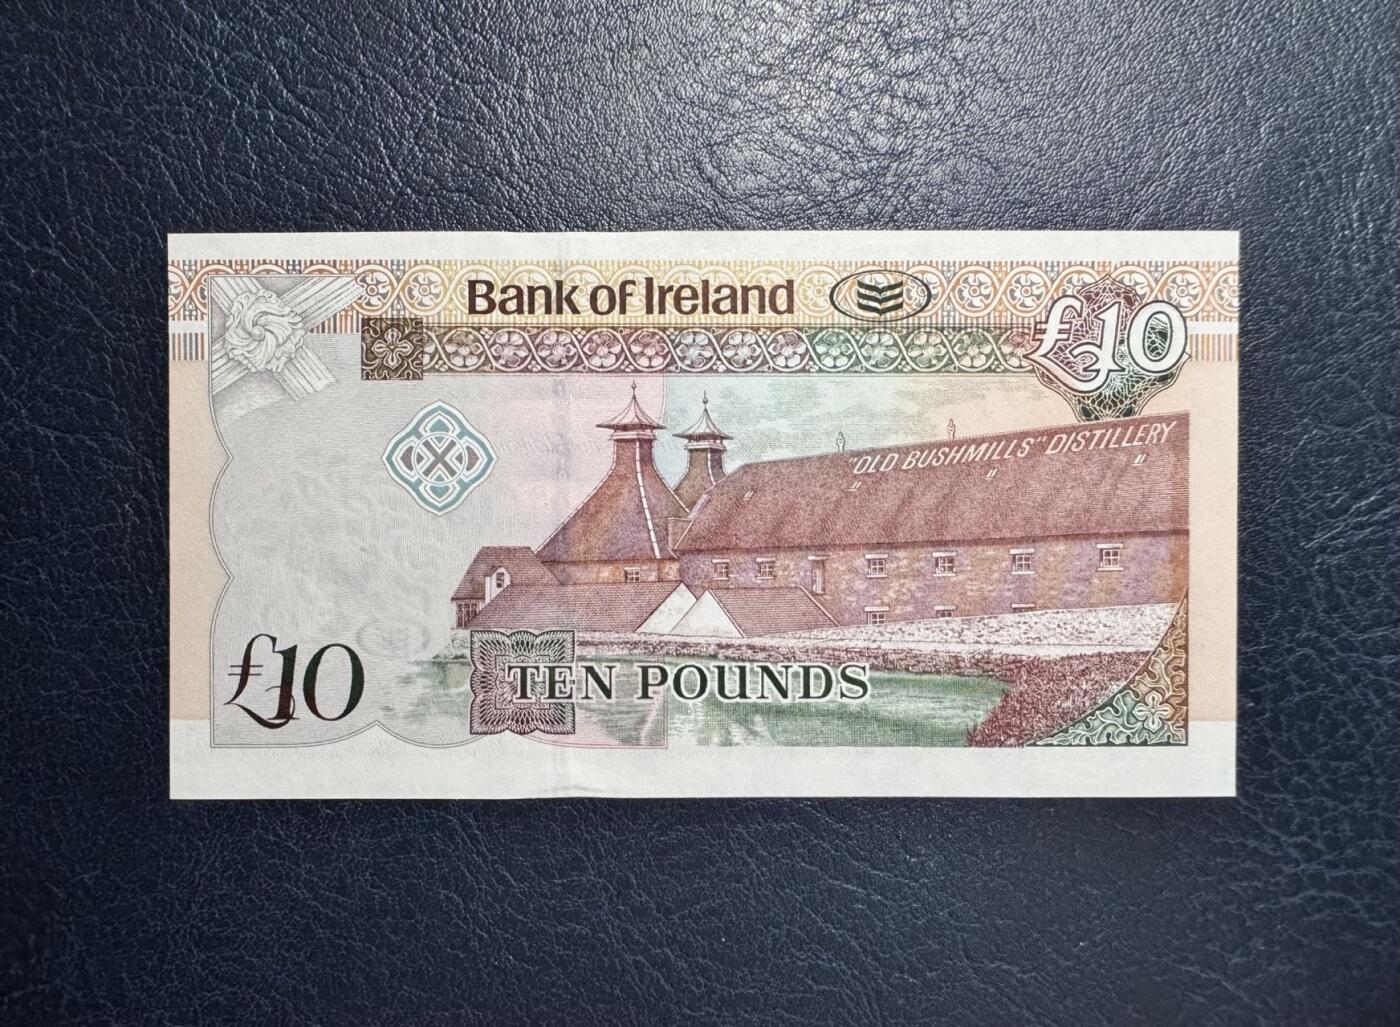 Bank of Ireland
£10
"OLD BUSHMILLS" DISTILLERY
£10
TEN POUNDS